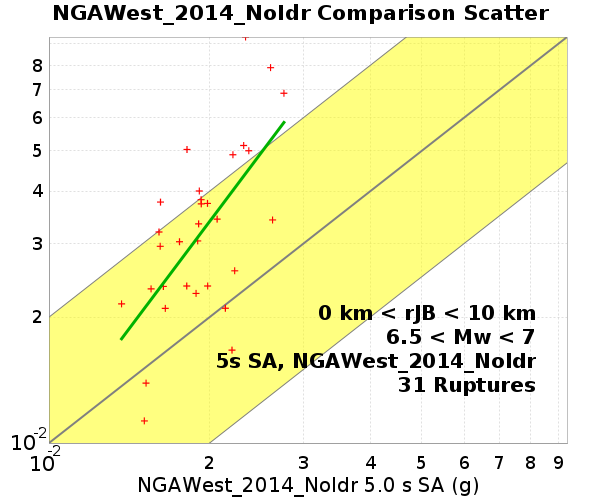 NGAWest_2014_NoIdr Comparison Scatter
8
7
6
5
4
3
2
10-2
0 km < rJB < 10 km
6.5 < Mw < 7
5s SA, NGAWest_2014_NoIdr
31 Ruptures
10-2 2 3 4 5 6 7 8 9
NGAWest_2014_NoIdr 5.0 s SA (g)